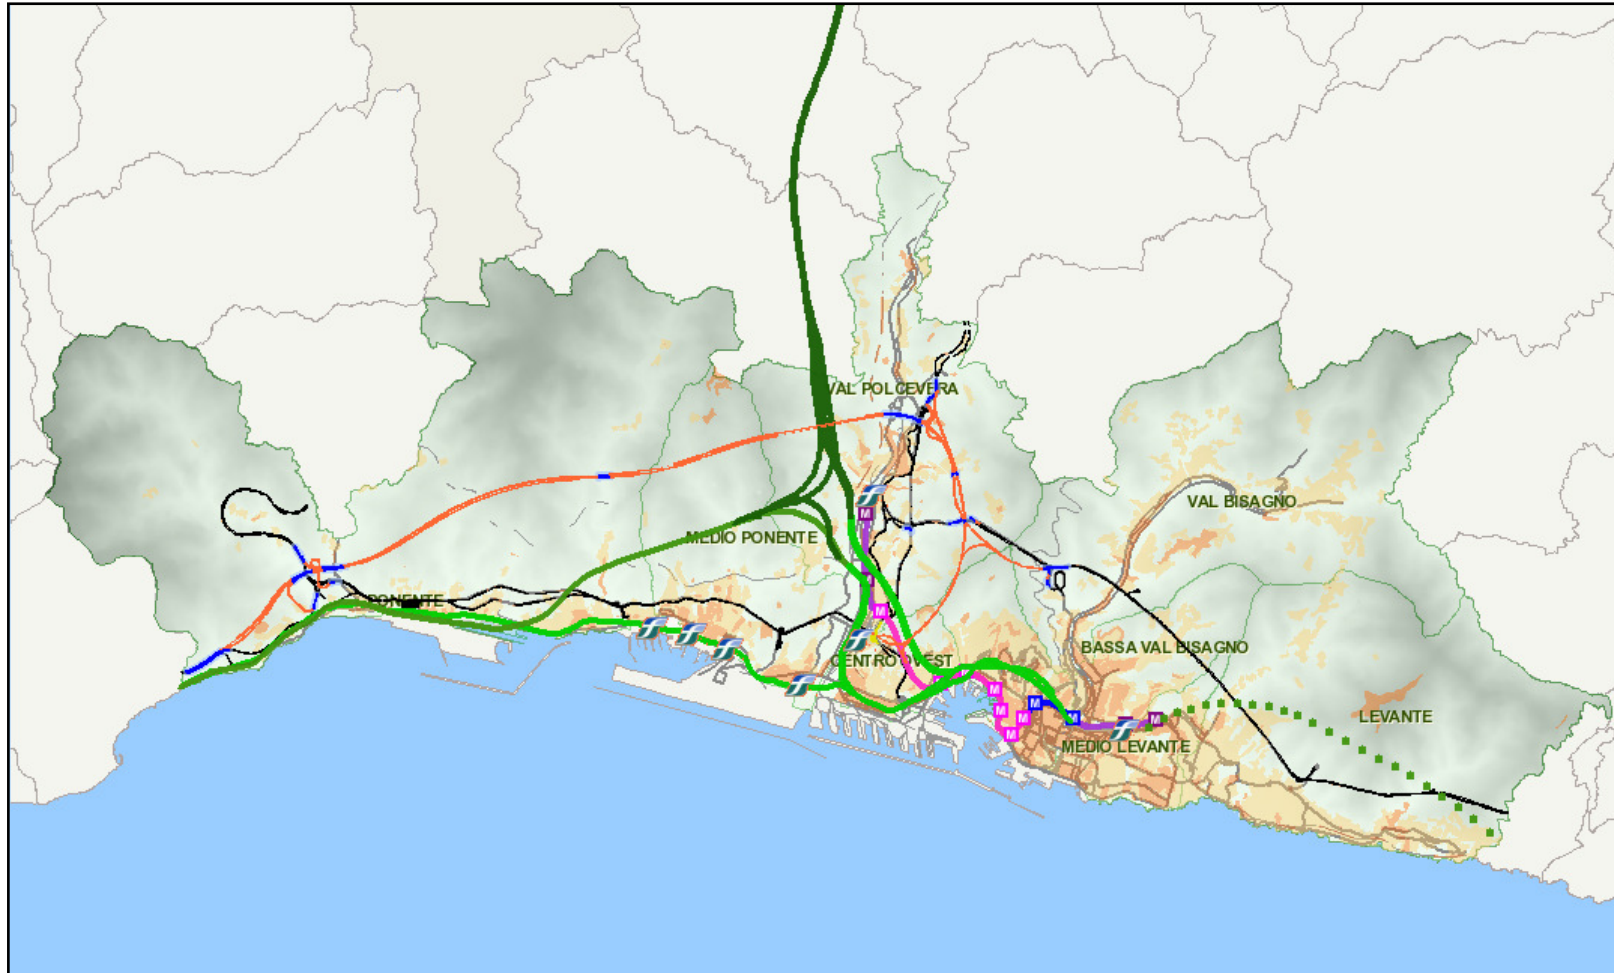 VAL POLCEVERA
VAL BISAGNO
MEDIO PONENTE
PONENTE
M
M
M
CENTRO OVEST
BASSA VAL BISAGNO
M
M
M
M
M
M
M
LEVANTE
MEDIO LEVANTE